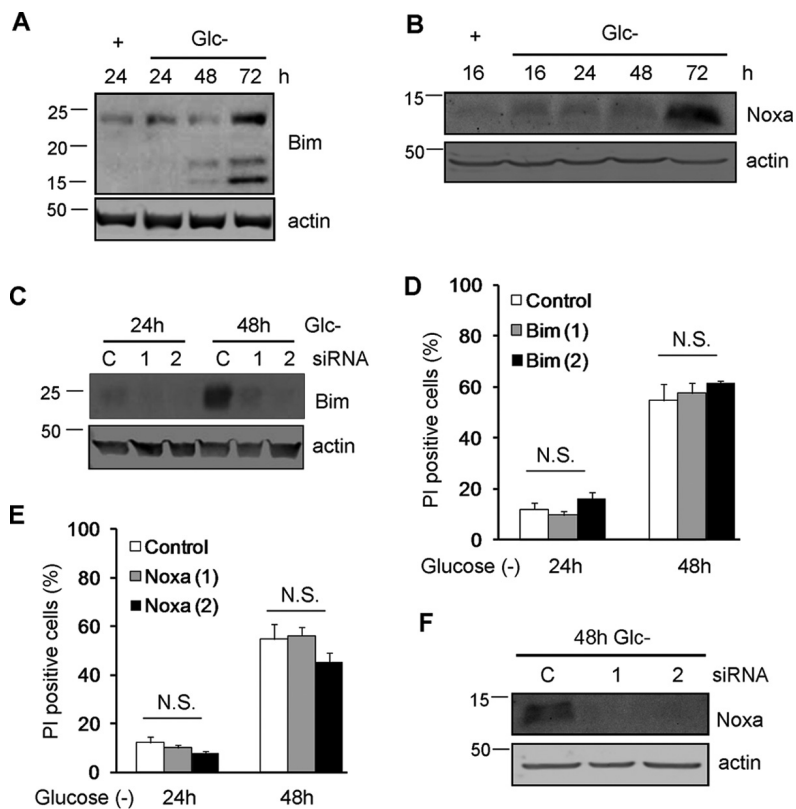 A
+ Glc-
24 24 48 72 h
25
20
15
Bim
50
actin
B
+ Glc-
16 16 24 48 72 h
15
Noxa
50
actin
C
24h 48h Glc-
C 1 2 C 1 2 siRNA
25
Bim
50
actin
D
PI positive cells (%)
100
80
60
40
20
0
Control
Bim (1)
Bim (2)
N.S.
N.S.
Glucose (-) 24h 48h
E
PI positive cells (%)
100
80
60
40
20
0
Control
Noxa (1)
Noxa (2)
N.S.
N.S.
Glucose (-) 24h 48h
F
48h Glc-
C 1 2 siRNA
15
Noxa
50
actin